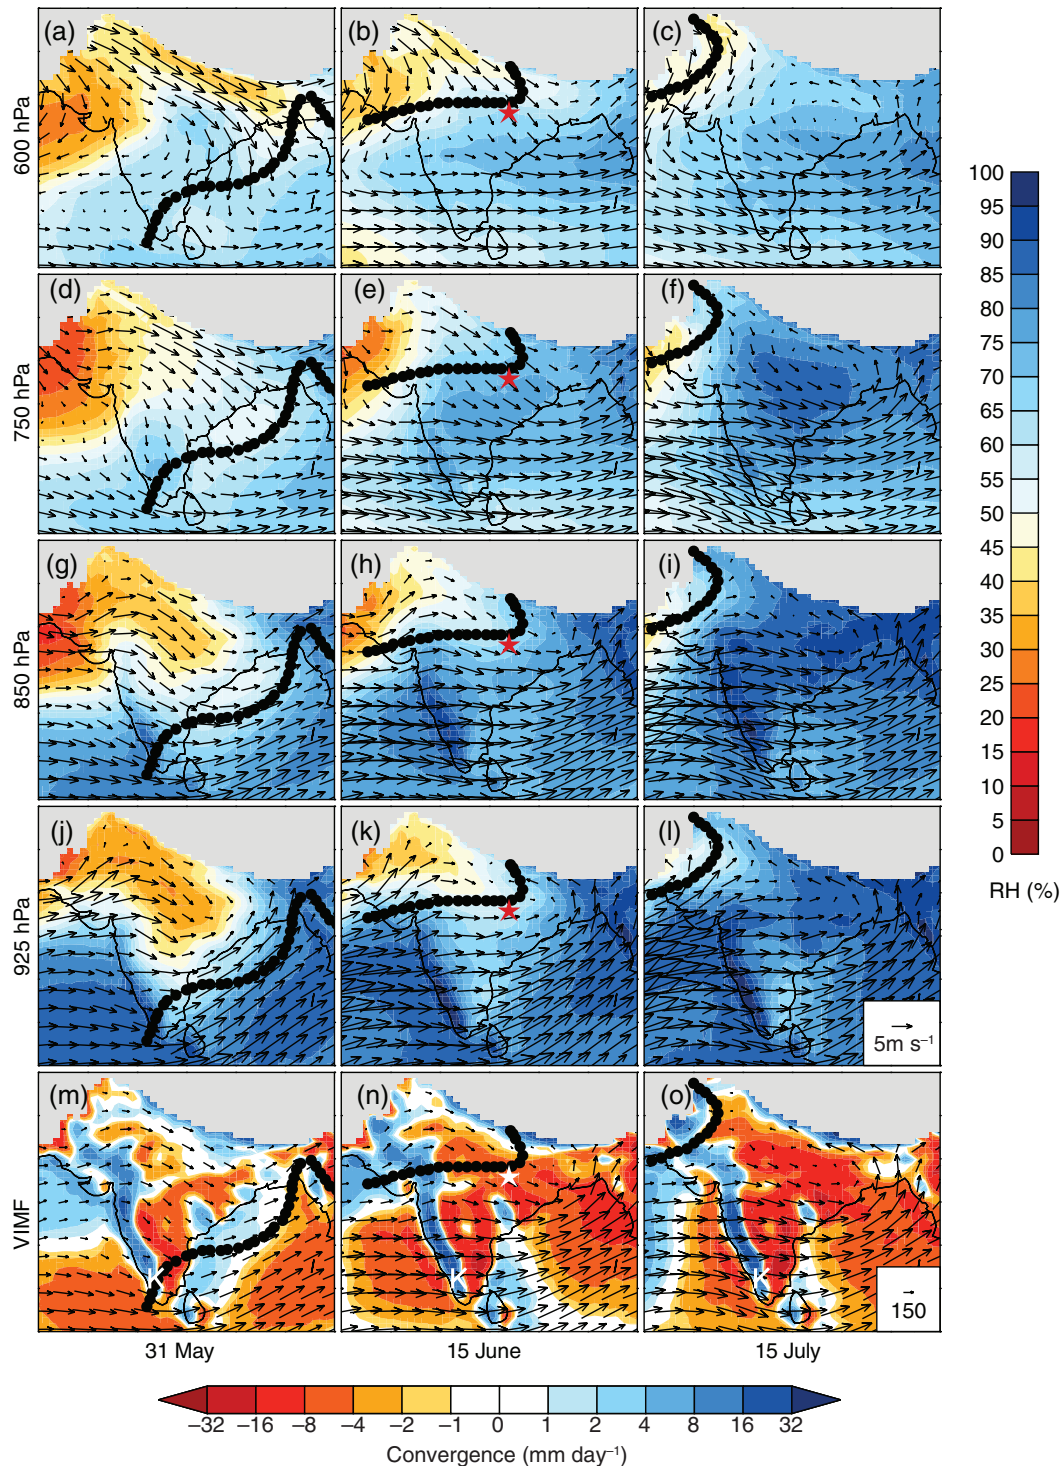 (a) (b) (c)
600 hPa
(d) (e) (f)
750 hPa
(g) (h) (i)
850 hPa
(j) (k) (l)
925 hPa
5m s⁻¹
(m) (n) (o)
VIMF
K K K
150
31 May 15 June 15 July
100
95
90
85
80
75
70
65
60
55
50
45
40
35
30
25
20
15
10
5
0
RH (%)
−32 −16 −8 −4 −2 −1 0 1 2 4 8 16 32
Convergence (mm day⁻¹)